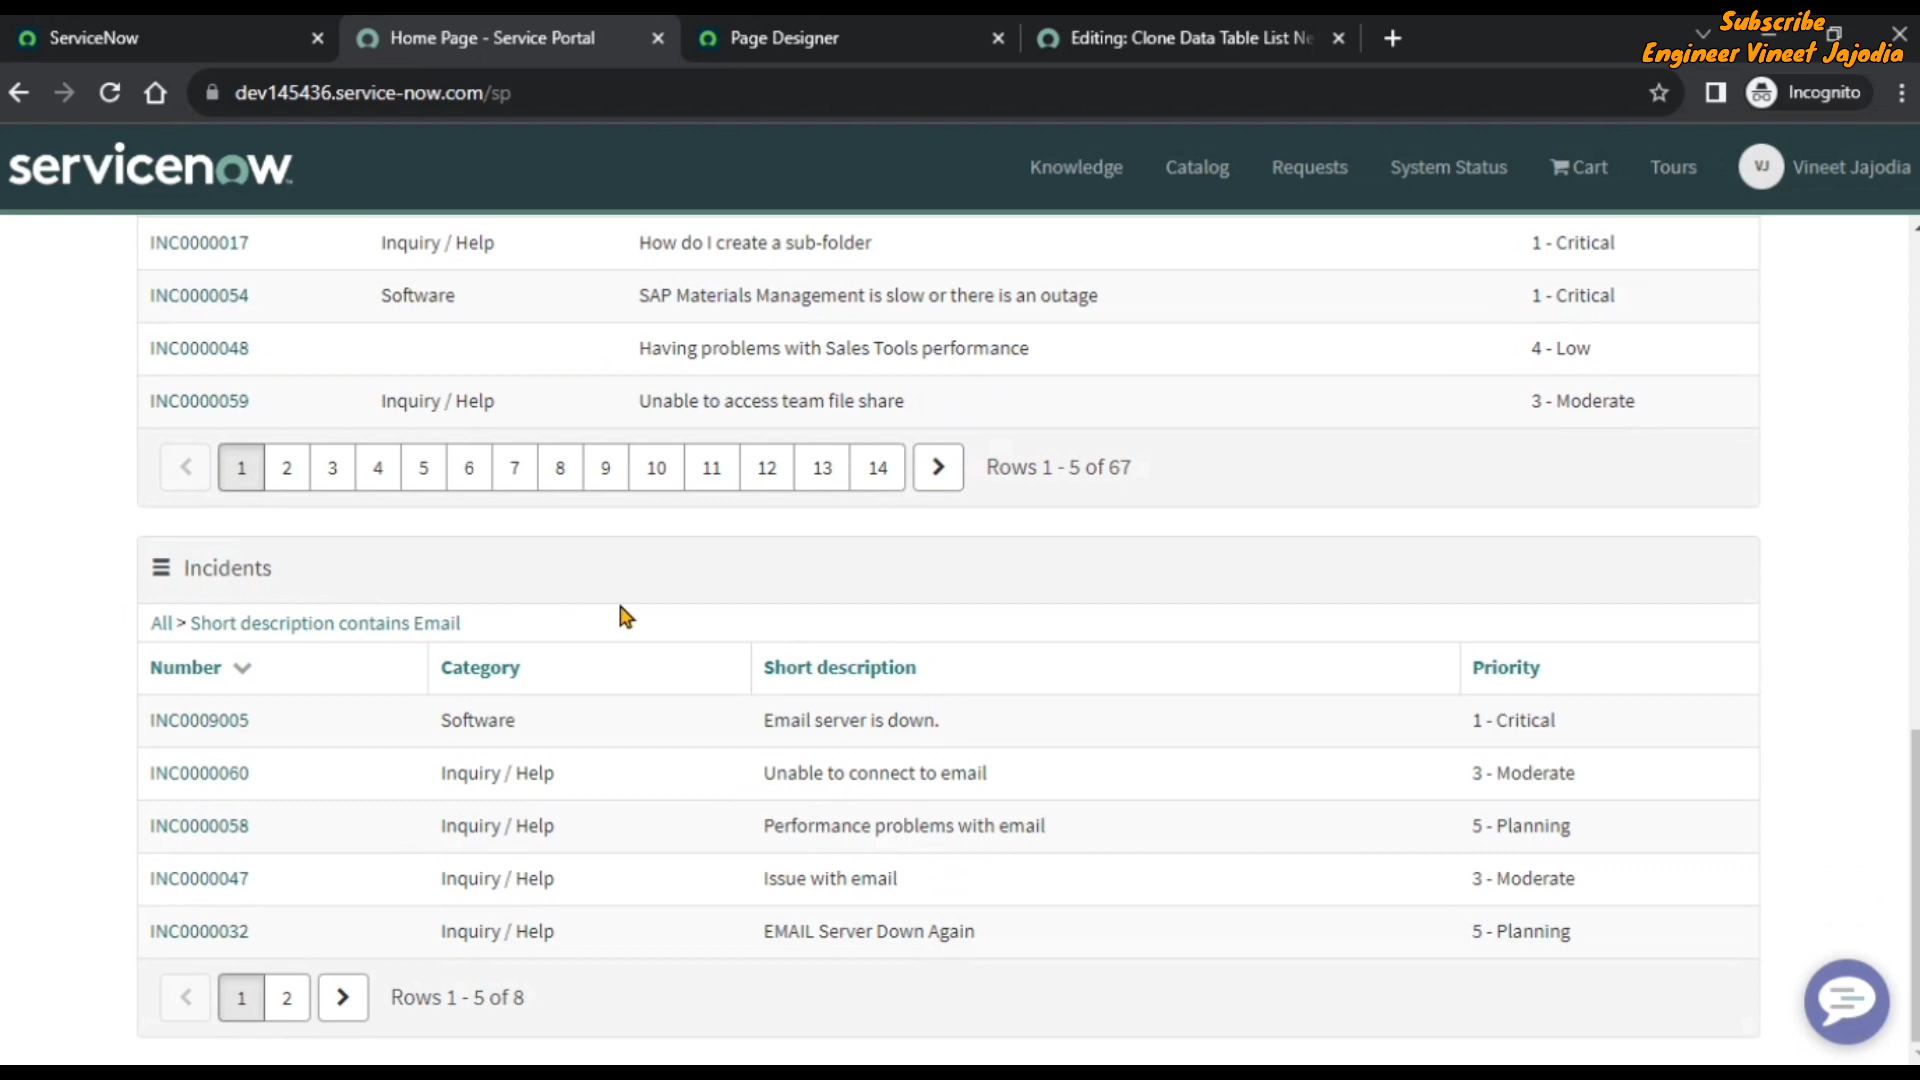 Subscribe
Engineer Vineet Jajodia
ServiceNow
Home Page - Service Portal
Page Designer
Editing: Clone Data Table List Ne
dev145436.service-now.com/sp
Incognito
servicenow
Knowledge
Catalog
Requests
System Status
Cart
Tours
VJ
Vineet Jajodia
INC0000017 Inquiry / Help How do I create a sub-folder 1 - Critical
INC0000054 Software SAP Materials Management is slow or there is an outage 1 - Critical
INC0000048 Having problems with Sales Tools performance 4 - Low
INC0000059 Inquiry / Help Unable to access team file share 3 - Moderate
1 2 3 4 5 6 7 8 9 10 11 12 13 14 Rows 1 - 5 of 67
Incidents
All > Short description contains Email
Number Category Short description Priority
INC0009005 Software Email server is down. 1 - Critical
INC0000060 Inquiry / Help Unable to connect to email 3 - Moderate
INC0000058 Inquiry / Help Performance problems with email 5 - Planning
INC0000047 Inquiry / Help Issue with email 3 - Moderate
INC0000032 Inquiry / Help EMAIL Server Down Again 5 - Planning
1 2 Rows 1 - 5 of 8